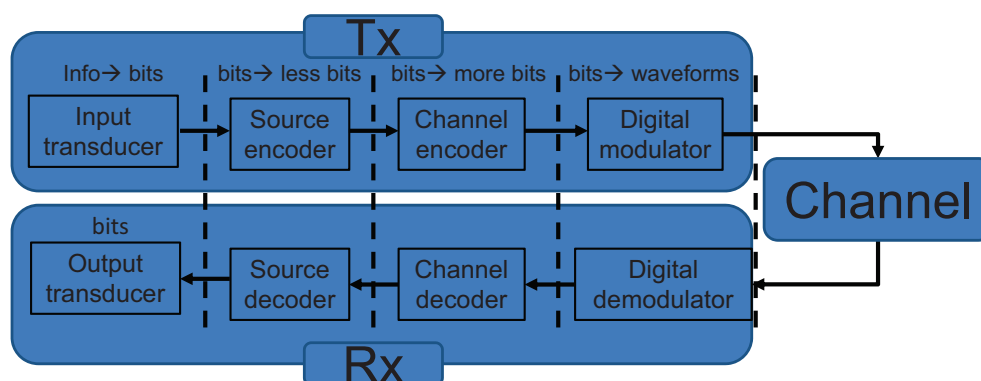 Tx
Info→ bits
bits→ less bits
bits→ more bits
bits→ waveforms
Input
transducer
Source
encoder
Channel
encoder
Digital
modulator
Channel
bits
Output
transducer
Source
decoder
Channel
decoder
Digital
demodulator
Rx